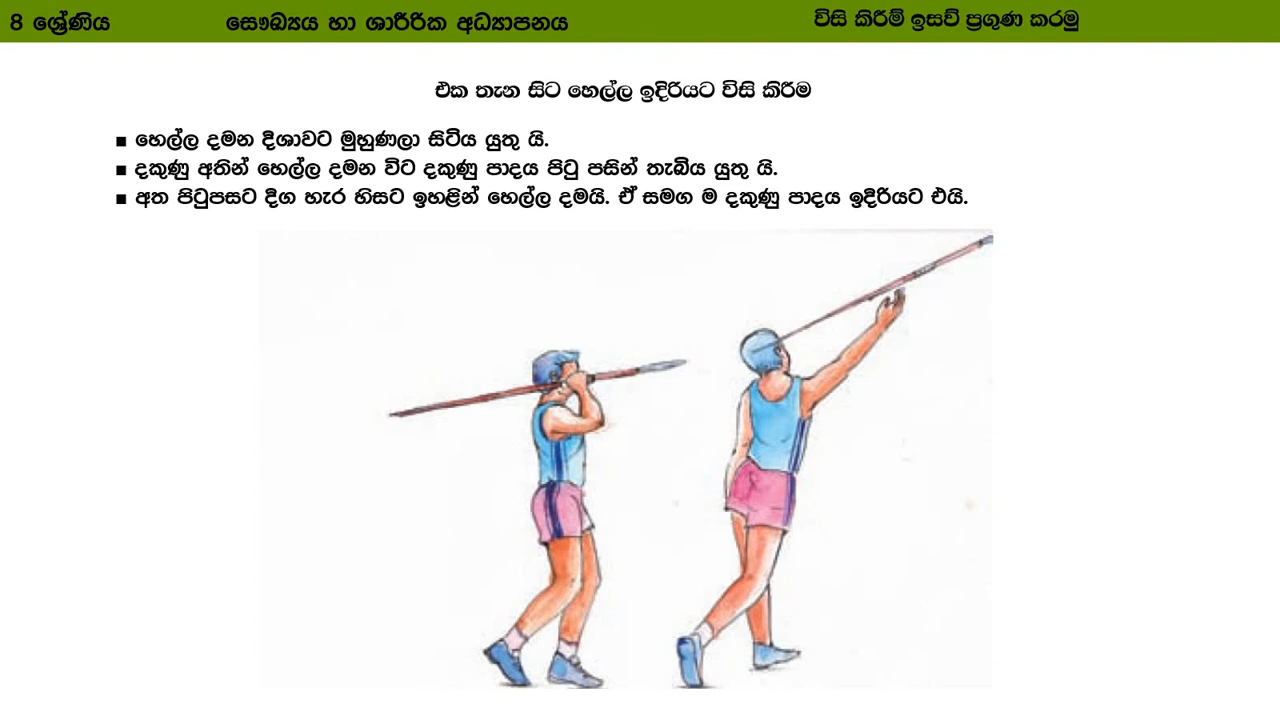 8 ශ්‍රේණිය සෞඛ්‍යය හා ශාරීරික අධ්‍යාපනය විසි කිරීම් ඉසව් ප්‍රගුණ කරමු
එක තැන සිට හෙල්ල ඉදිරියට විසි කිරීම
▪ හෙල්ල දමන දිශාවට මුහුණලා සිටිය යුතු යි.
▪ දකුණු අතින් හෙල්ල දමන විට දකුණු පාදය පිටු පසින් තැබිය යුතු යි.
▪ අත පිටුපසට දිග හැර හිසට ඉහළින් හෙල්ල දමයි. ඒ සමග ම දකුණු පාදය ඉදිරියට එයි.